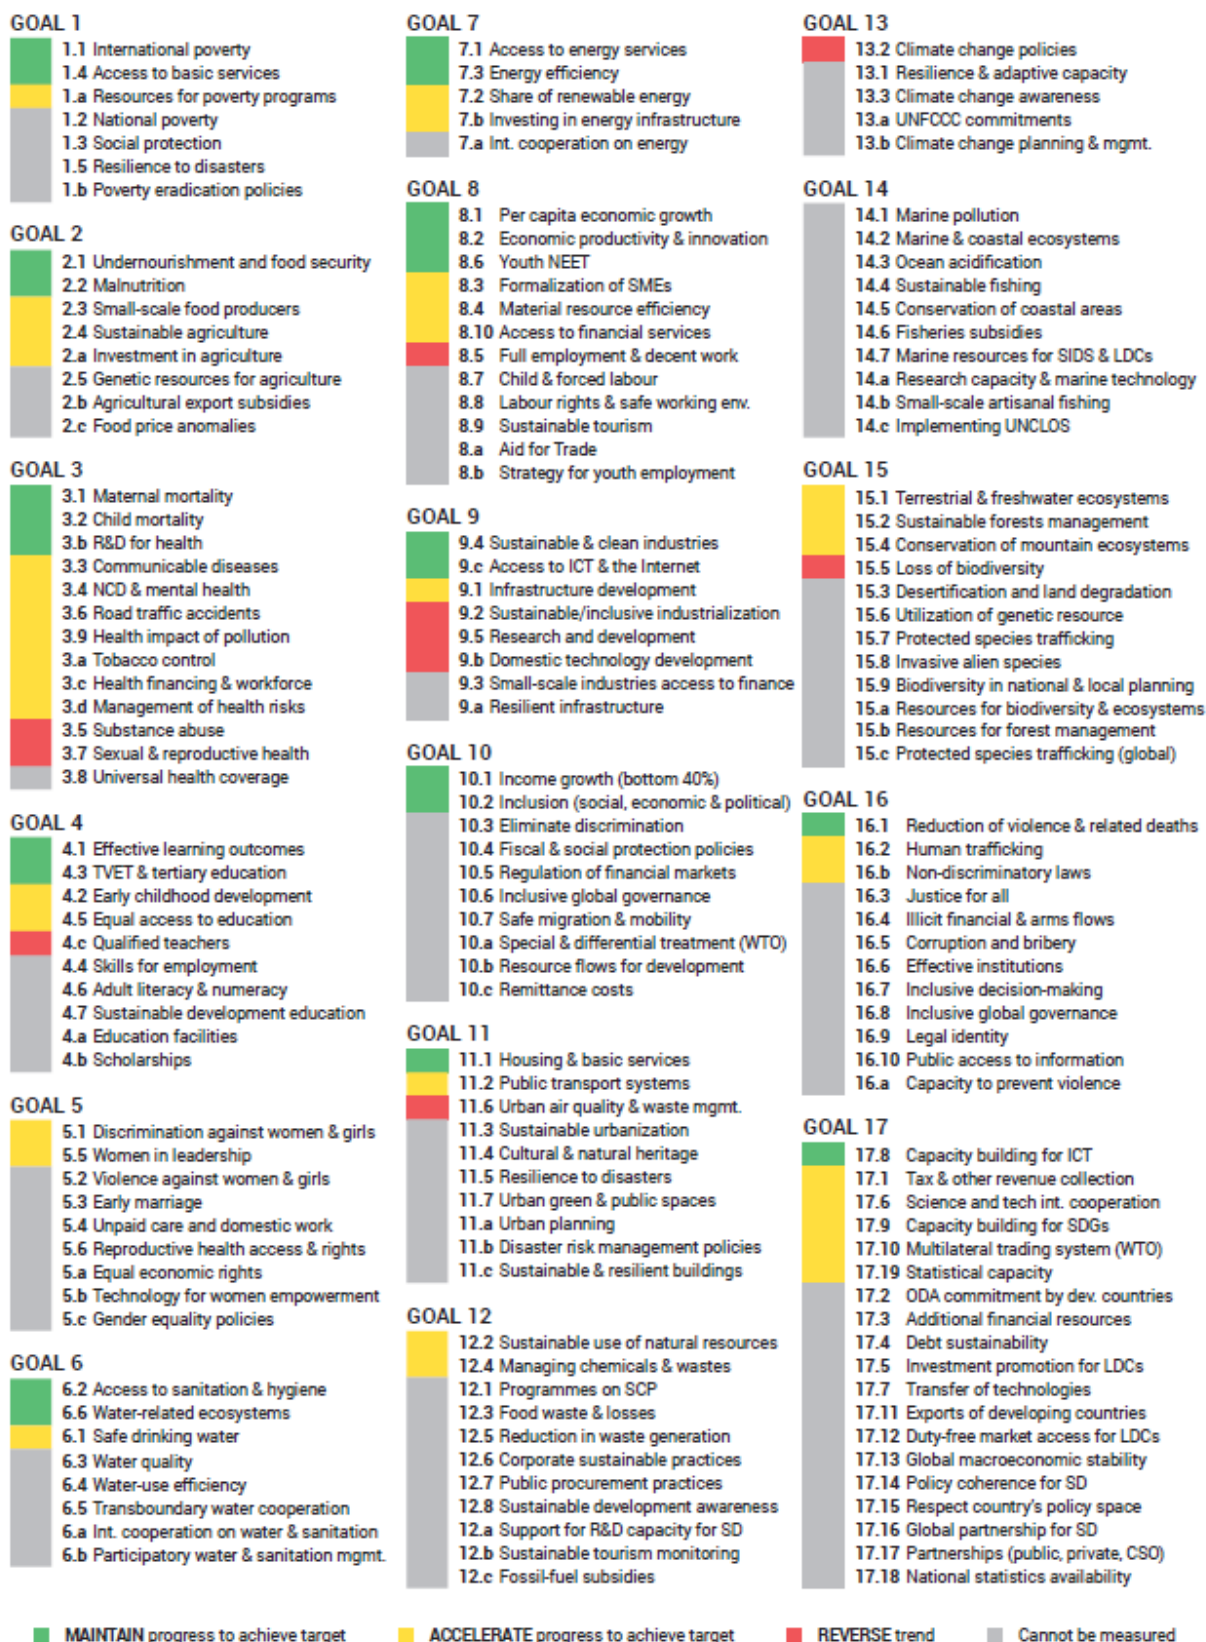 GOAL 1
1.1 International poverty
1.4 Access to basic services
1.a Resources for poverty programs
1.2 National poverty
1.3 Social protection
1.5 Resilience to disasters
1.b Poverty eradication policies
GOAL 2
2.1 Undernourishment and food security
2.2 Malnutrition
2.3 Small-scale food producers
2.4 Sustainable agriculture
2.a Investment in agriculture
2.5 Genetic resources for agriculture
2.b Agricultural export subsidies
2.c Food price anomalies
GOAL 3
3.1 Maternal mortality
3.2 Child mortality
3.b R&D for health
3.3 Communicable diseases
3.4 NCD & mental health
3.6 Road traffic accidents
3.9 Health impact of pollution
3.a Tobacco control
3.c Health financing & workforce
3.d Management of health risks
3.5 Substance abuse
3.7 Sexual & reproductive health
3.8 Universal health coverage
GOAL 4
4.1 Effective learning outcomes
4.3 TVET & tertiary education
4.2 Early childhood development
4.5 Equal access to education
4.c Qualified teachers
4.4 Skills for employment
4.6 Adult literacy & numeracy
4.7 Sustainable development education
4.a Education facilities
4.b Scholarships
GOAL 5
5.1 Discrimination against women & girls
5.5 Women in leadership
5.2 Violence against women & girls
5.3 Early marriage
5.4 Unpaid care and domestic work
5.6 Reproductive health access & rights
5.a Equal economic rights
5.b Technology for women empowerment
5.c Gender equality policies
GOAL 6
6.2 Access to sanitation & hygiene
6.6 Water-related ecosystems
6.1 Safe drinking water
6.3 Water quality
6.4 Water-use efficiency
6.5 Transboundary water cooperation
6.a Int. cooperation on water & sanitation
6.b Participatory water & sanitation mgmt.
GOAL 7
7.1 Access to energy services
7.3 Energy efficiency
7.2 Share of renewable energy
7.b Investing in energy infrastructure
7.a Int. cooperation on energy
GOAL 8
8.1 Per capita economic growth
8.2 Economic productivity & innovation
8.6 Youth NEET
8.3 Formalization of SMEs
8.4 Material resource efficiency
8.10 Access to financial services
8.5 Full employment & decent work
8.7 Child & forced labour
8.8 Labour rights & safe working env.
8.9 Sustainable tourism
8.a Aid for Trade
8.b Strategy for youth employment
GOAL 9
9.4 Sustainable & clean industries
9.c Access to ICT & the Internet
9.1 Infrastructure development
9.2 Sustainable/inclusive industrialization
9.5 Research and development
9.b Domestic technology development
9.3 Small-scale industries access to finance
9.a Resilient infrastructure
GOAL 10
10.1 Income growth (bottom 40%)
10.2 Inclusion (social, economic & political)
10.3 Eliminate discrimination
10.4 Fiscal & social protection policies
10.5 Regulation of financial markets
10.6 Inclusive global governance
10.7 Safe migration & mobility
10.a Special & differential treatment (WTO)
10.b Resource flows for development
10.c Remittance costs
GOAL 11
11.1 Housing & basic services
11.2 Public transport systems
11.6 Urban air quality & waste mgmt.
11.3 Sustainable urbanization
11.4 Cultural & natural heritage
11.5 Resilience to disasters
11.7 Urban green & public spaces
11.a Urban planning
11.b Disaster risk management policies
11.c Sustainable & resilient buildings
GOAL 12
12.2 Sustainable use of natural resources
12.4 Managing chemicals & wastes
12.1 Programmes on SCP
12.3 Food waste & losses
12.5 Reduction in waste generation
12.6 Corporate sustainable practices
12.7 Public procurement practices
12.8 Sustainable development awareness
12.a Support for R&D capacity for SD
12.b Sustainable tourism monitoring
12.c Fossil-fuel subsidies
GOAL 13
13.2 Climate change policies
13.1 Resilience & adaptive capacity
13.3 Climate change awareness
13.a UNFCCC commitments
13.b Climate change planning & mgmt.
GOAL 14
14.1 Marine pollution
14.2 Marine & coastal ecosystems
14.3 Ocean acidification
14.4 Sustainable fishing
14.5 Conservation of coastal areas
14.6 Fisheries subsidies
14.7 Marine resources for SIDS & LDCs
14.a Research capacity & marine technology
14.b Small-scale artisanal fishing
14.c Implementing UNCLOS
GOAL 15
15.1 Terrestrial & freshwater ecosystems
15.2 Sustainable forests management
15.4 Conservation of mountain ecosystems
15.5 Loss of biodiversity
15.3 Desertification and land degradation
15.6 Utilization of genetic resource
15.7 Protected species trafficking
15.8 Invasive alien species
15.9 Biodiversity in national & local planning
15.a Resources for biodiversity & ecosystems
15.b Resources for forest management
15.c Protected species trafficking (global)
GOAL 16
16.1 Reduction of violence & related deaths
16.2 Human trafficking
16.b Non-discriminatory laws
16.3 Justice for all
16.4 Illicit financial & arms flows
16.5 Corruption and bribery
16.6 Effective institutions
16.7 Inclusive decision-making
16.8 Inclusive global governance
16.9 Legal identity
16.10 Public access to information
16.a Capacity to prevent violence
GOAL 17
17.8 Capacity building for ICT
17.1 Tax & other revenue collection
17.6 Science and tech int. cooperation
17.9 Capacity building for SDGs
17.10 Multilateral trading system (WTO)
17.19 Statistical capacity
17.2 ODA commitment by dev. countries
17.3 Additional financial resources
17.4 Debt sustainability
17.5 Investment promotion for LDCs
17.7 Transfer of technologies
17.11 Exports of developing countries
17.12 Duty-free market access for LDCs
17.13 Global macroeconomic stability
17.14 Policy coherence for SD
17.15 Respect country's policy space
17.16 Global partnership for SD
17.17 Partnerships (public, private, CSO)
17.18 National statistics availability
MAINTAIN progress to achieve target
ACCELERATE progress to achieve target
REVERSE trend
Cannot be measured